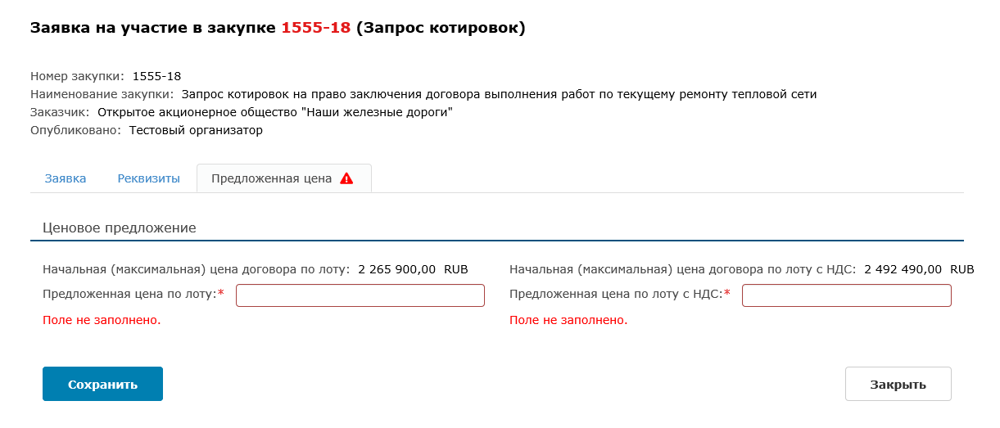 Заявка на участие в закупке 1555-18 (Запрос котировок)
Номер закупки: 1555-18
Наименование закупки: Запрос котировок на право заключения договора выполнения работ по текущему ремонту тепловой сети
Заказчик: Открытое акционерное общество "Наши железные дороги"
Опубликовано: Тестовый организатор
Заявка Реквизиты Предложенная цена
Ценовое предложение
Начальная (максимальная) цена договора по лоту: 2 265 900,00 RUB
Предложенная цена по лоту:*
Поле не заполнено.
Начальная (максимальная) цена договора по лоту с НДС: 2 492 490,00 RUB
Предложенная цена по лоту с НДС:*
Поле не заполнено.
Сохранить
Закрыть